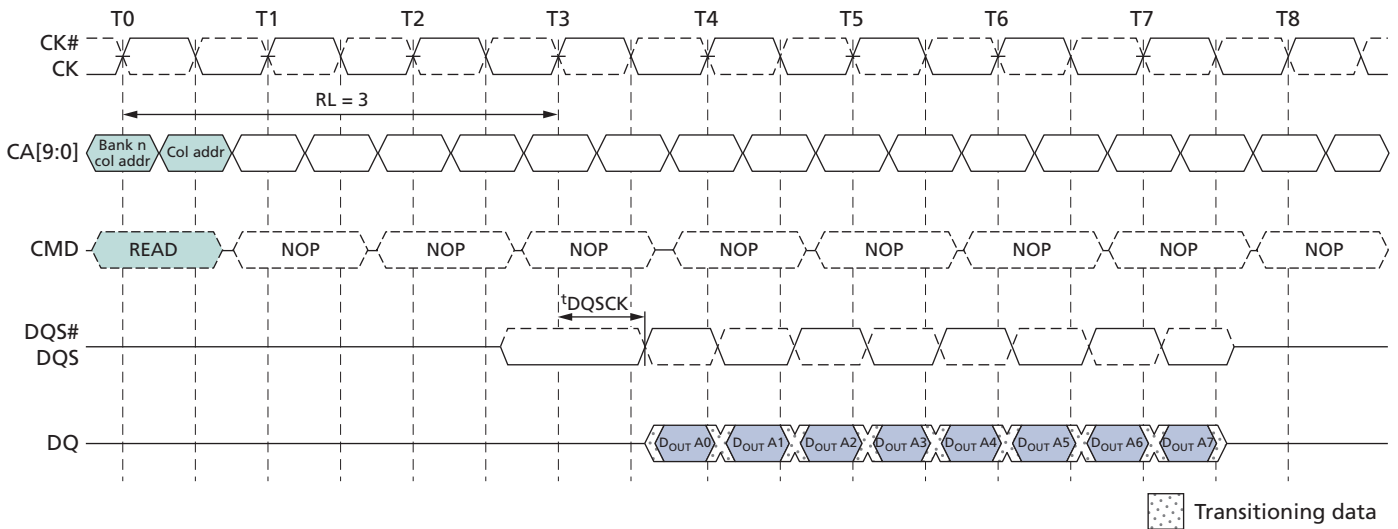 T0 T1 T2 T3 T4 T5 T6 T7 T8
CK#
CK
RL = 3
CA[9:0]
Bank n
col addr
Col addr
CMD READ NOP NOP NOP NOP NOP NOP NOP NOP
tDQSCK
DQS#
DQS
DQ DOUT A0 DOUT A1 DOUT A2 DOUT A3 DOUT A4 DOUT A5 DOUT A6 DOUT A7
Transitioning data